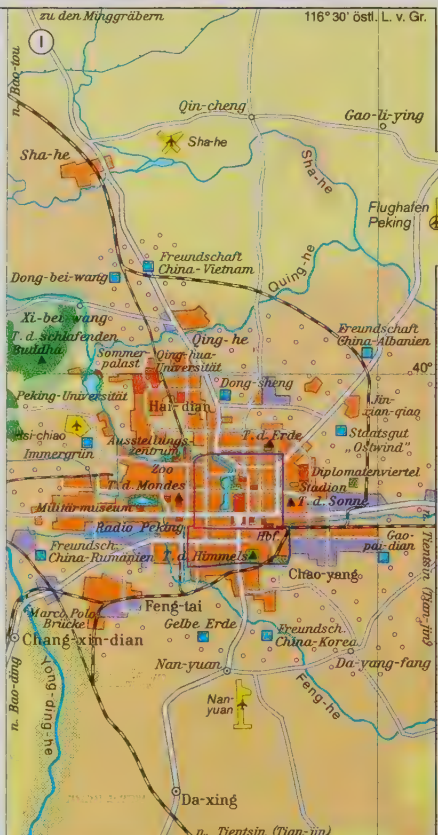 zu den Minggräbern
116° 30' östl. L. v. Gr.
I
n. Bao-tou
Qin-cheng
Gao-li-ying
Sha-he
Sha-he
Sha-he
Flughafen
Peking
Freundschaft
China-Vietnam
Quing-he
Dong-bei-wang
Xi-bei-wang
T. d. schlafenden
Buddha
Sommer-
palast
Qing-hua-
Universität
Qing-he
Freundschaft
China-Albanien
40°
Peking-Universität
Dong-sheng
Hai-dian
Jiu-
xian-qiao
Hsi-chiao
Ausstellungs-
zentrum
T. d. Erde
Staatsgut
„Ostwind"
Immergrün
Zoo
Diplomatenviertel
T. d. Mondes
Stadion
T. d. Sonne
Militärmuseum
Radio Peking
Hbf.
Gao-
pai-dian
Freundsch.
China-Rumänien
T. d. Himmels
Chao-yang
n. Tientsin (Tian-jin)
Marco Polo
Brücke
Feng-tai
Gelbe Erde
Freundsch.
China-Korea
Chang-xin-dian
Nan-yuan
Da-yang-fang
n. Bao-ding
Yong-ding-he
Nan-
yuan
Feng-he
Da-xing
n. Tientsin (Tian-jin)